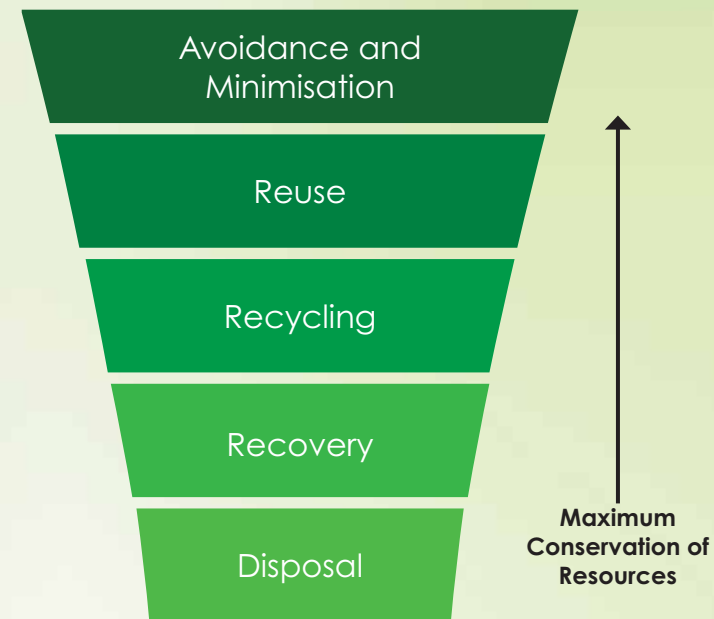 Avoidance and
Minimisation
Reuse
Recycling
Recovery
Disposal
Maximum
Conservation of
Resources